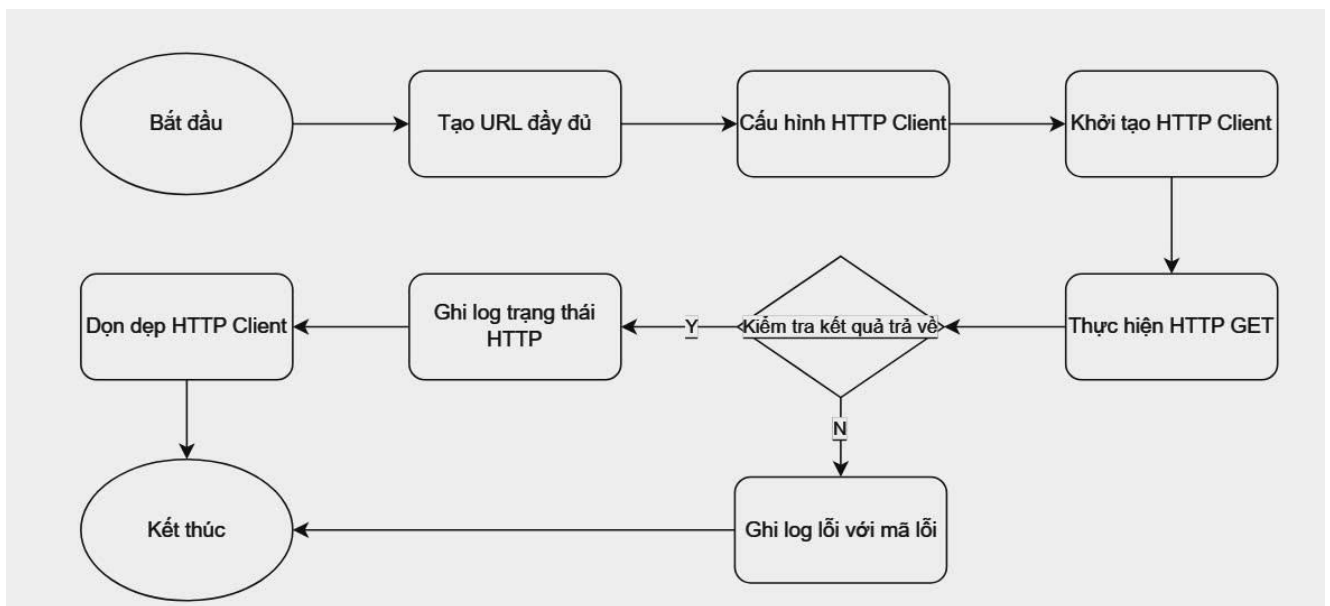 Bắt đầu
Tạo URL đầy đủ
Cấu hình HTTP Client
Khởi tạo HTTP Client
Dọn dẹp HTTP Client
Ghi log trạng thái
HTTP
Y
Kiểm tra kết quả trả về
Thực hiện HTTP GET
N
Kết thúc
Ghi log lỗi với mã lỗi